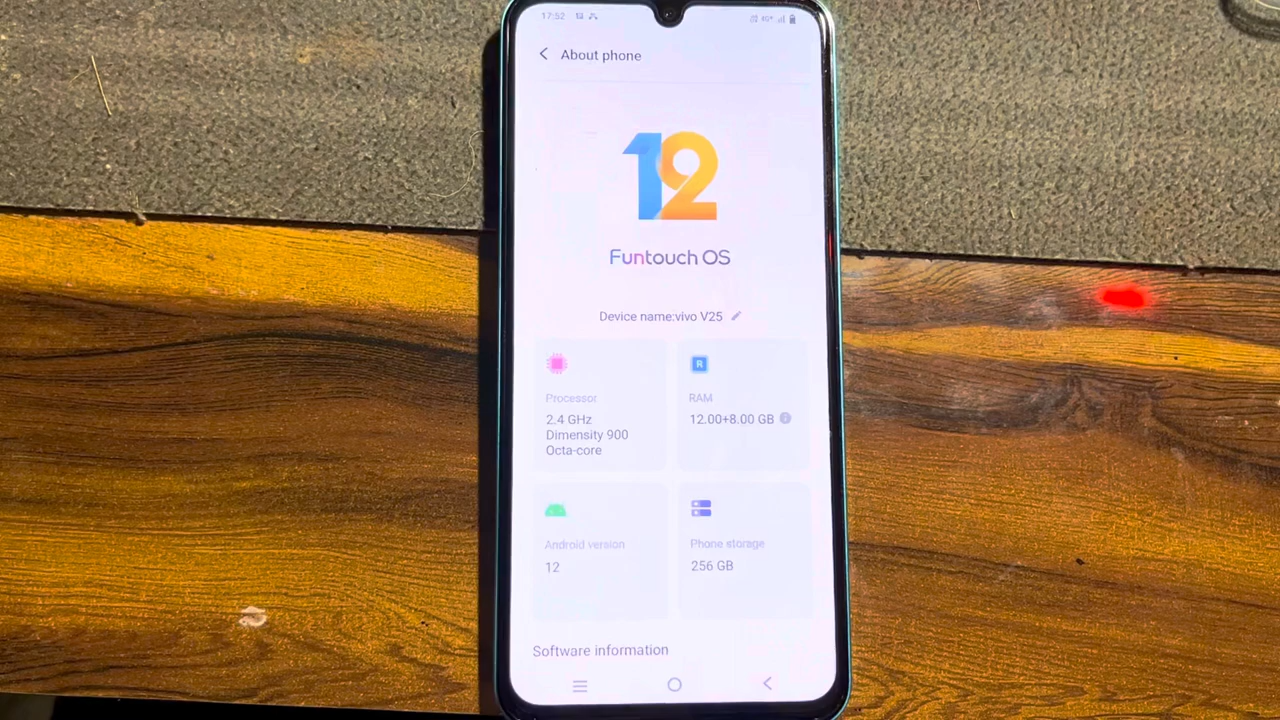 17:52
4G+
About phone
12
Funtouch OS
Device name:vivo V25
Processor
2.4 GHz
Dimensity 900
Octa-core
R
RAM
12.00+8.00 GB
Android version
12
Phone storage
256 GB
Software information